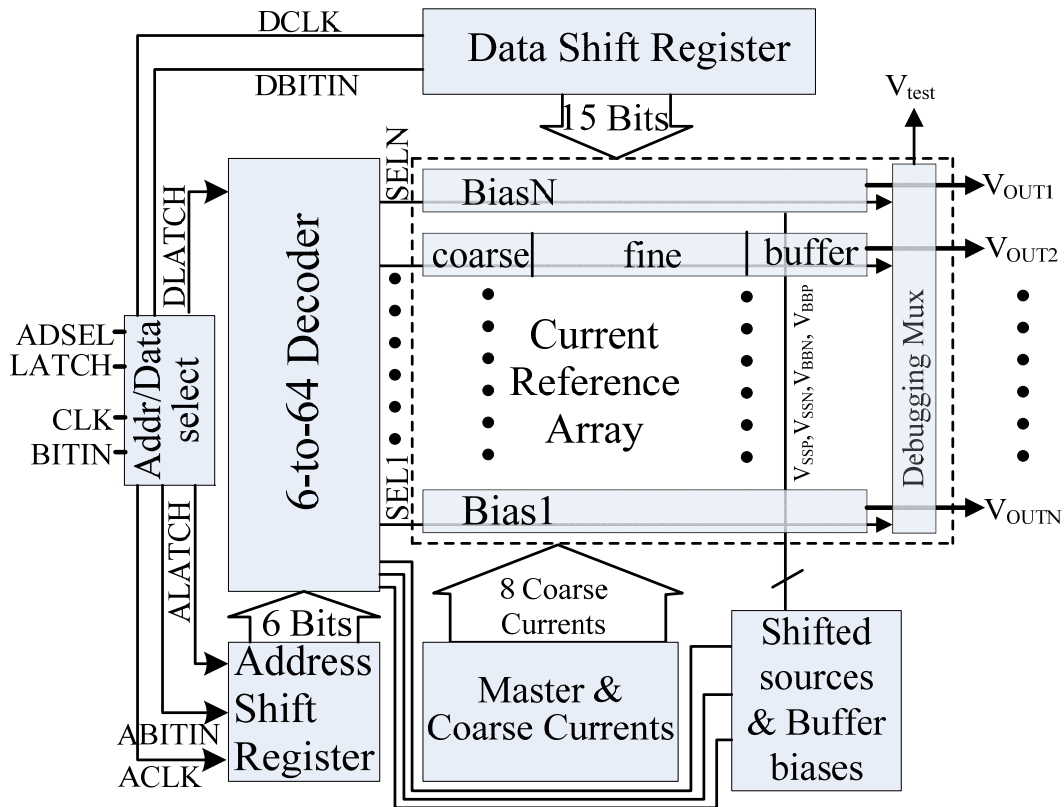 DCLK
Data Shift Register
DBITIN
15 Bits
V_test
SELN
BiasN
V_OUT1
DLATCH
6-to-64 Decoder
coarse
fine
buffer
V_OUT2
ADSEL
LATCH
CLK
BITIN
Addr/Data
select
Current
Reference
Array
V_SSP, V_SSN, V_BBN, V_BBP
Debugging Mux
SEL1
Bias1
V_OUTN
ALATCH
8 Coarse
Currents
6 Bits
Address
Shift
Register
Master &
Coarse Currents
Shifted
sources
& Buffer
biases
ABITIN
ACLK